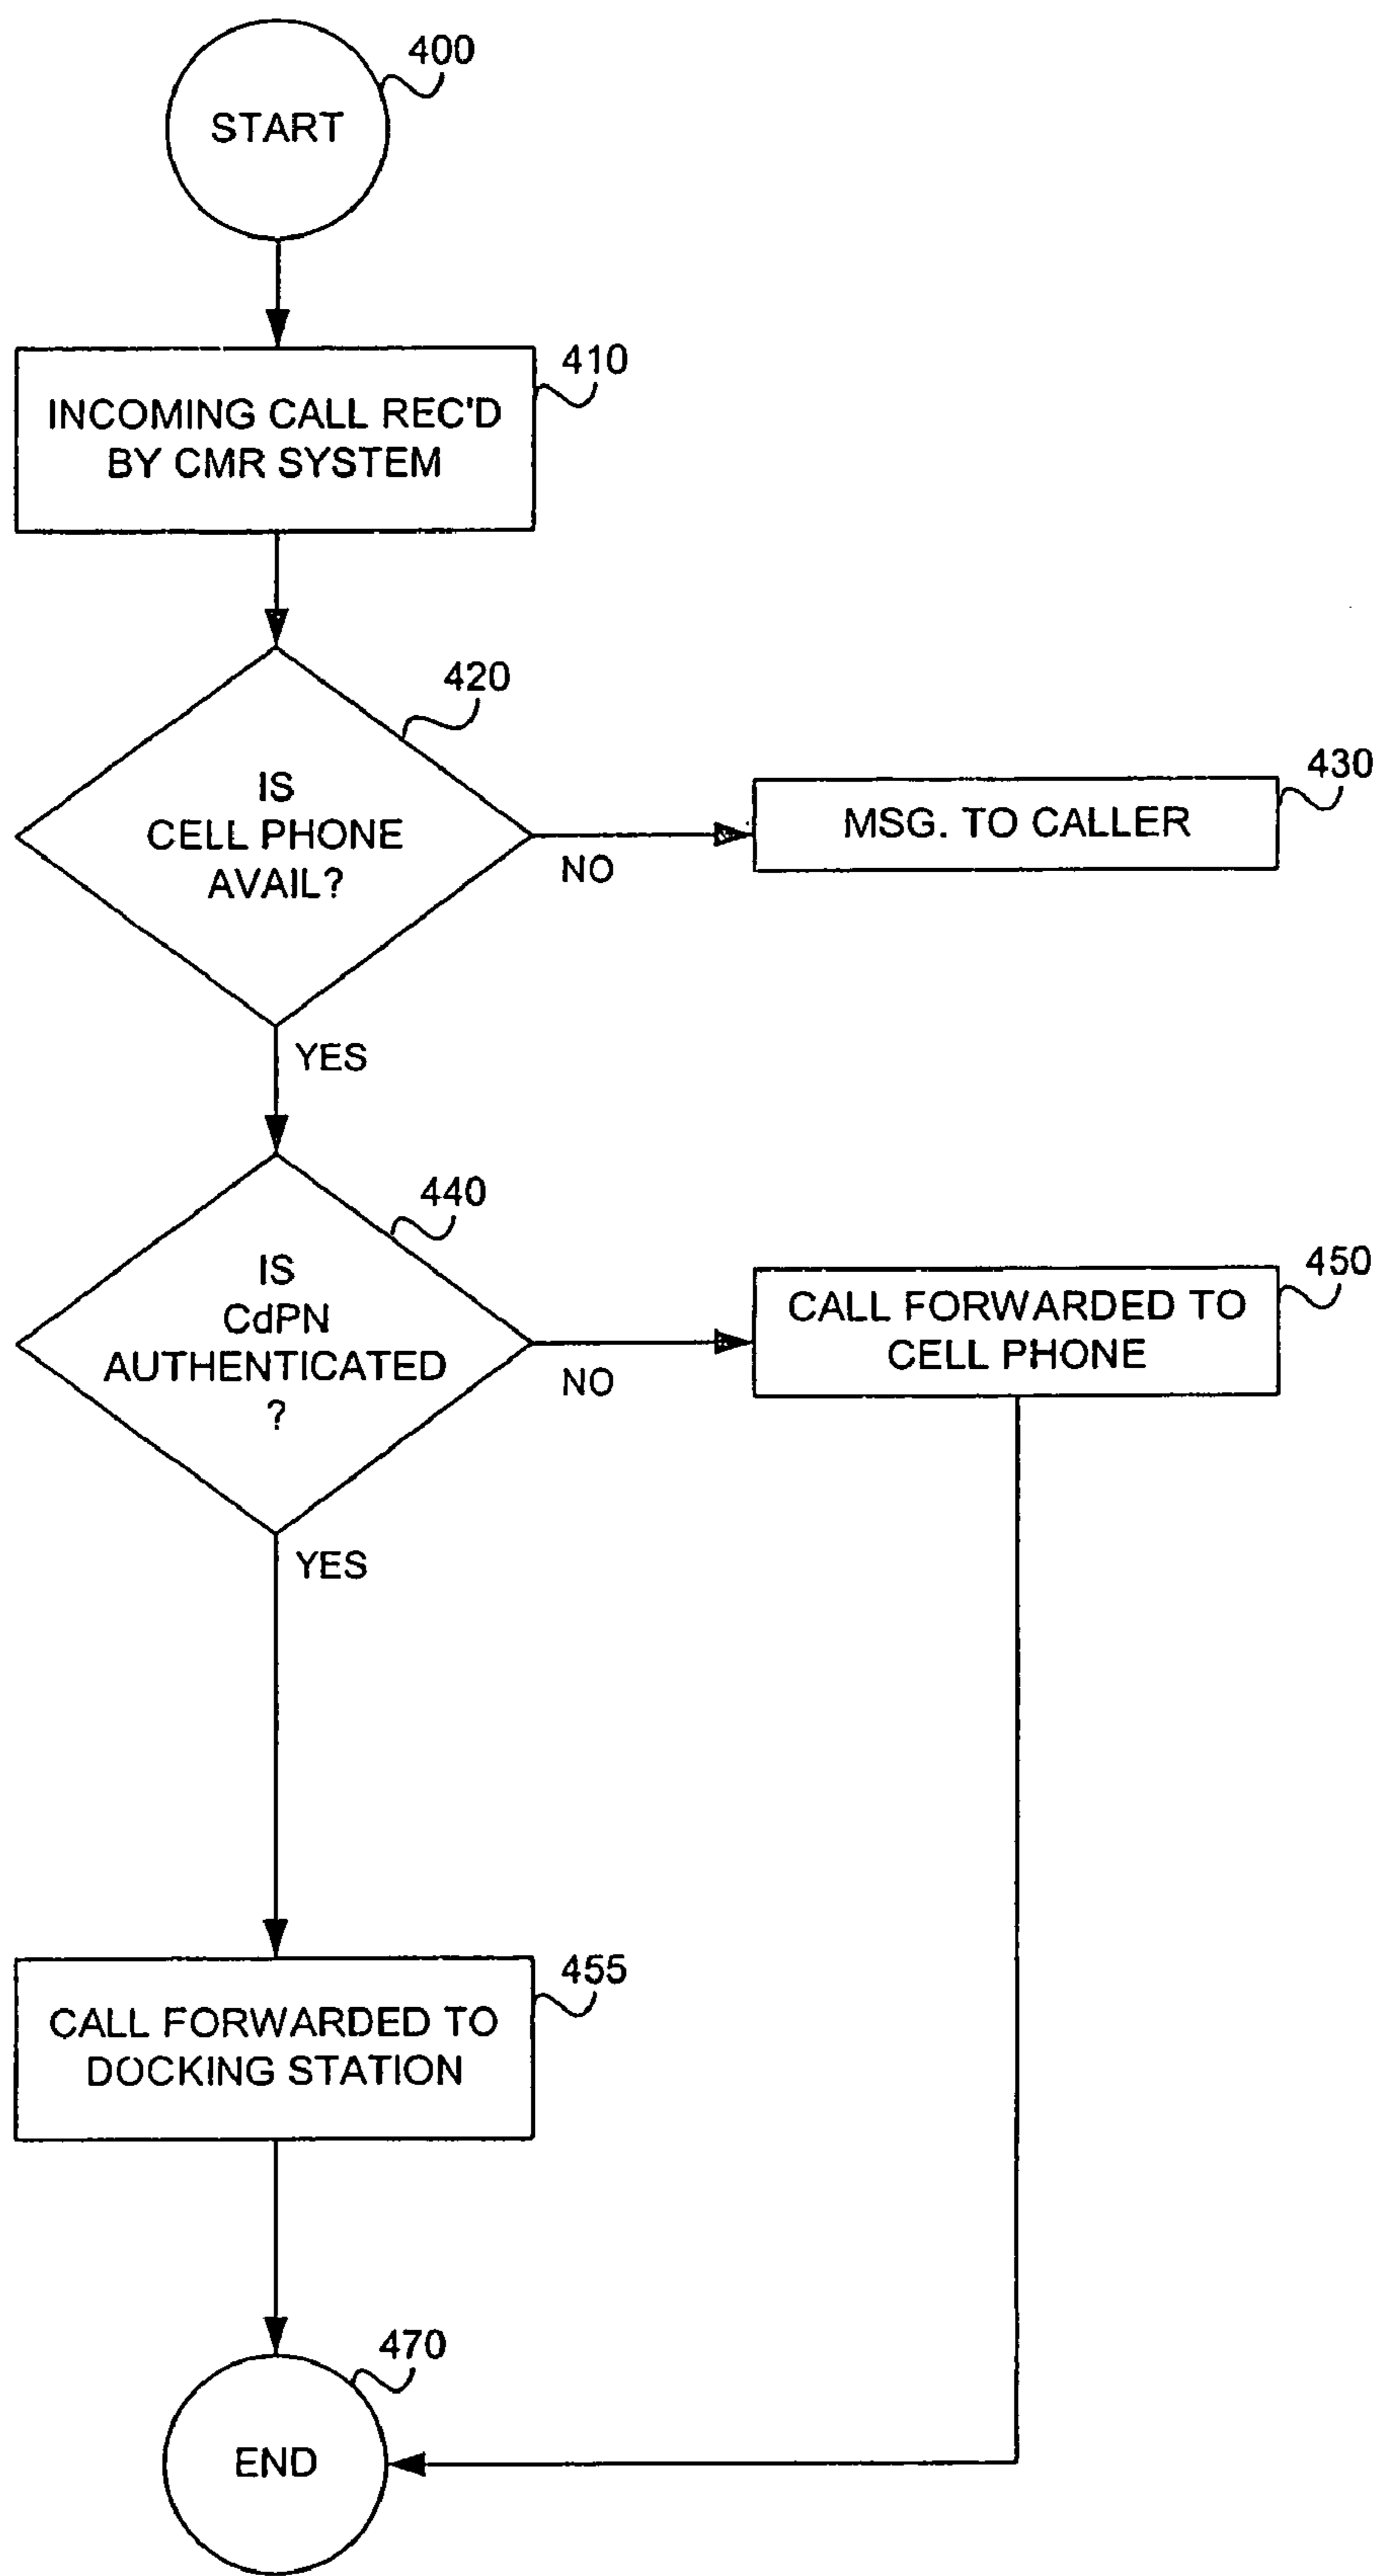 400
START
410
INCOMING CALL REC'D
BY CMR SYSTEM
420
IS
CELL PHONE
AVAIL?
NO
430
MSG. TO CALLER
YES
440
IS
CdPN
AUTHENTICATED
?
NO
450
CALL FORWARDED TO
CELL PHONE
YES
455
CALL FORWARDED TO
DOCKING STATION
470
END